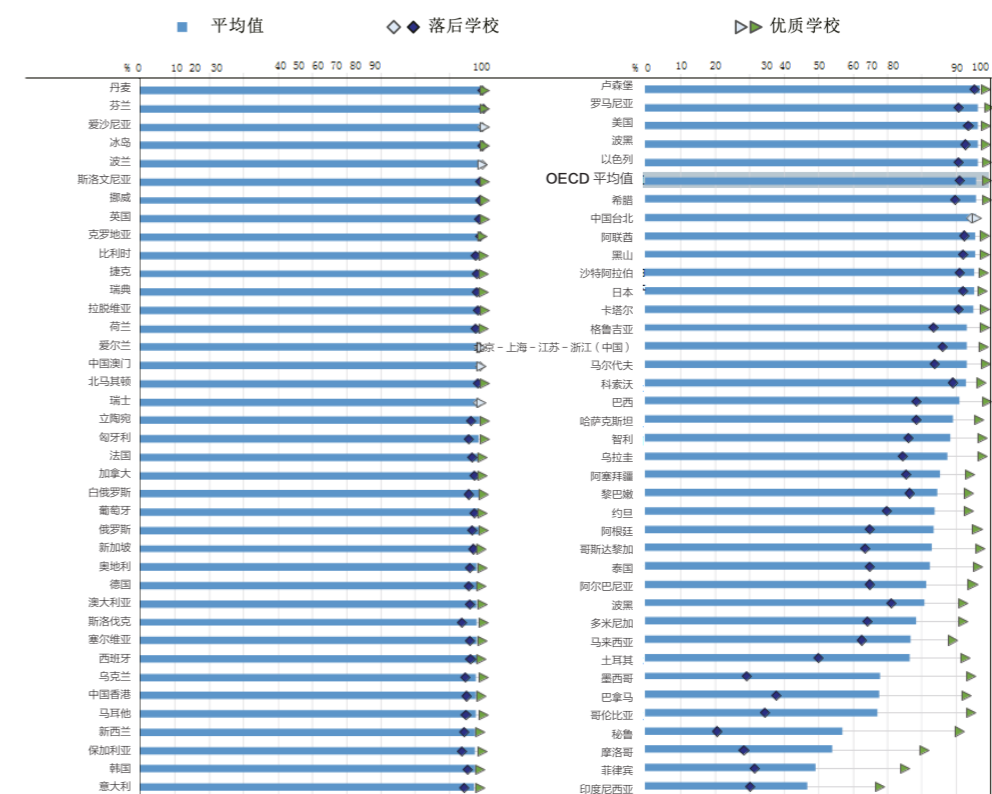 平均值 落后学校 优质学校
% 0 10 20 30 40 50 60 70 80 90 100
丹麦
芬兰
爱沙尼亚
冰岛
波兰
斯洛文尼亚
挪威
英国
克罗地亚
比利时
捷克
瑞典
拉脱维亚
荷兰
爱尔兰
中国澳门
北马其顿
瑞士
立陶宛
匈牙利
法国
加拿大
白俄罗斯
葡萄牙
俄罗斯
新加坡
奥地利
德国
澳大利亚
斯洛伐克
塞尔维亚
西班牙
乌克兰
中国香港
马耳他
新西兰
保加利亚
韩国
意大利
% 0 10 20 30 40 50 60 70 80 90 100
卢森堡
罗马尼亚
美国
波黑
以色列
OECD 平均值
希腊
中国台北
阿联酋
黑山
沙特阿拉伯
日本
卡塔尔
格鲁吉亚
京－上海－江苏－浙江（中国）
马尔代夫
科索沃
巴西
哈萨克斯坦
智利
乌拉圭
阿塞拜疆
黎巴嫩
约旦
阿根廷
哥斯达黎加
泰国
阿尔巴尼亚
波黑
多米尼加
马来西亚
土耳其
墨西哥
巴拿马
哥伦比亚
秘鲁
摩洛哥
菲律宾
印度尼西亚